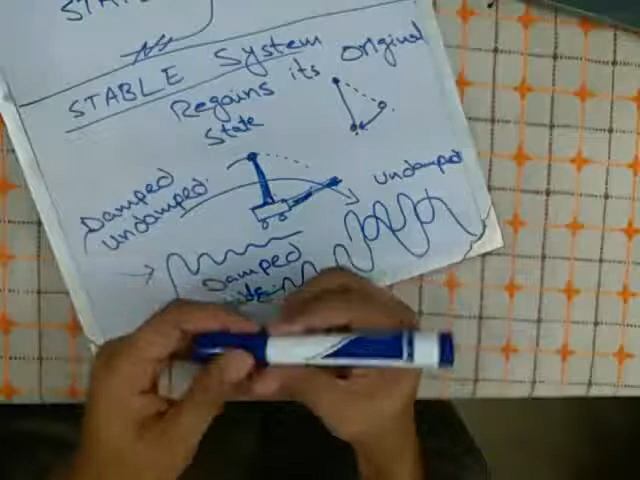 STABLE System
Regains its original
State
Damped
undamped
undamped
Damped